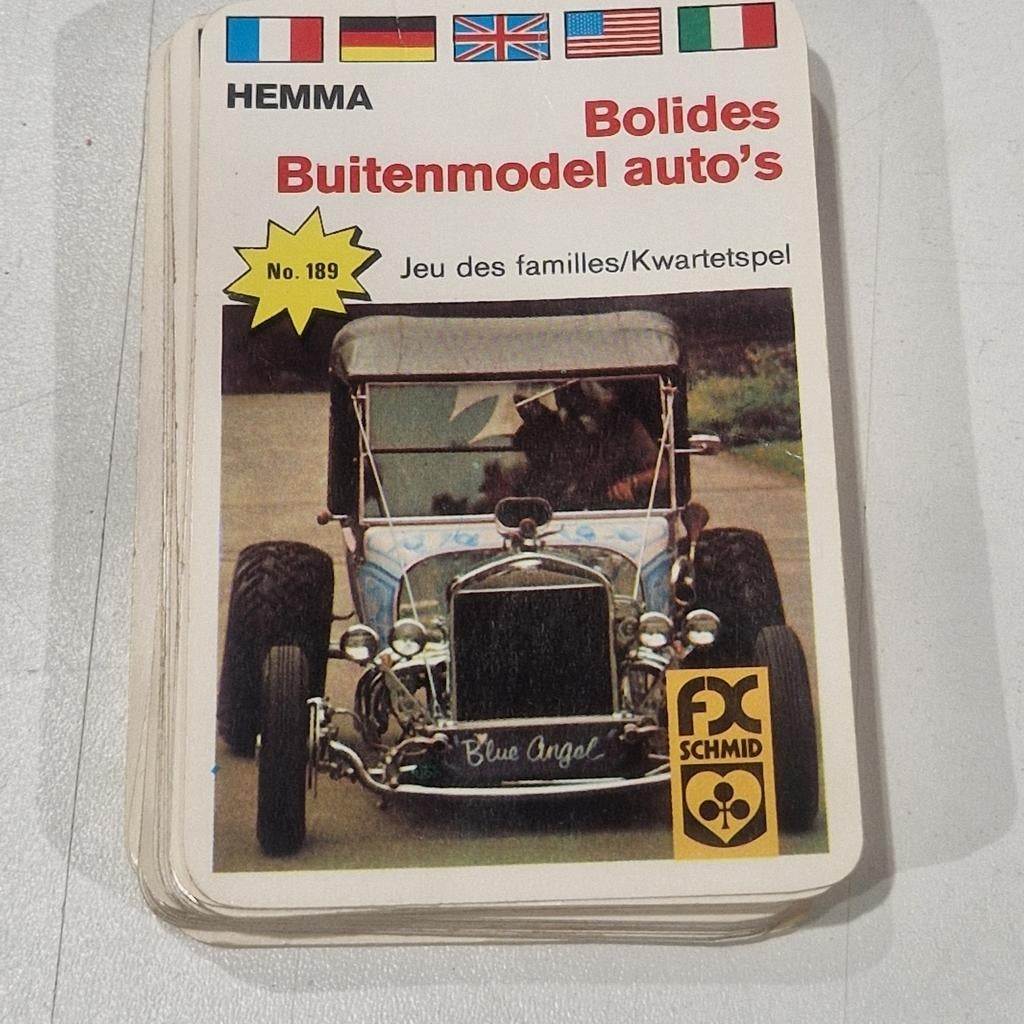 HEMMA
Bolides
Buitenmodel auto's
No. 189
Jeu des familles/Kwartetspel
Blue Angel
FX
SCHMID